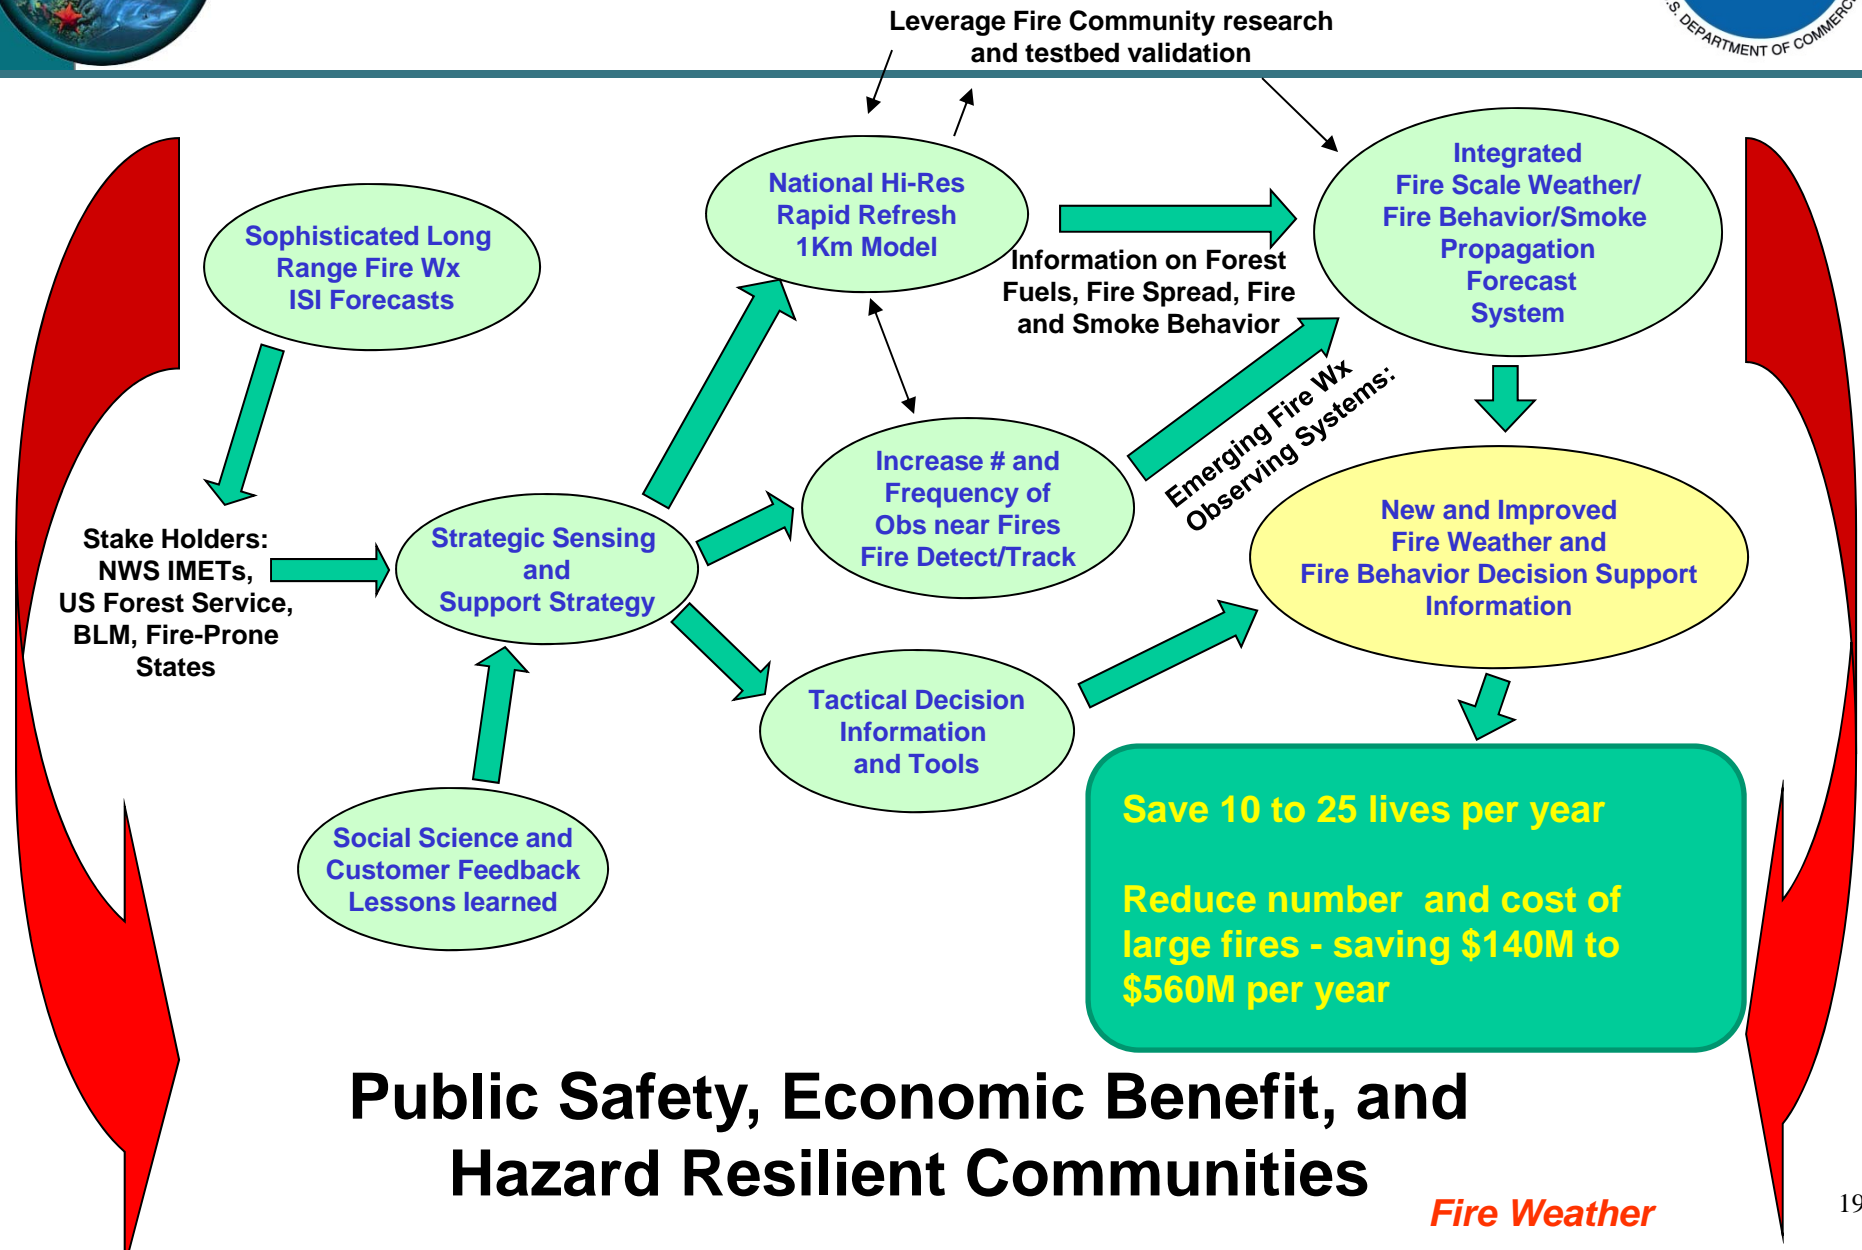 Leverage Fire Community research
and testbed validation
.S. DEPARTMENT OF COMMERC
Sophisticated Long
Range Fire Wx
ISI Forecasts
National Hi-Res
Rapid Refresh
1Km Model
Integrated
Fire Scale Weather/
Fire Behavior/Smoke
Propagation
Forecast
System
Information on Forest
Fuels, Fire Spread, Fire
and Smoke Behavior
Emerging Fire Wx
Observing Systems:
Stake Holders:
NWS IMETs,
US Forest Service,
BLM, Fire-Prone
States
Strategic Sensing
and
Support Strategy
Increase # and
Frequency of
Obs near Fires
Fire Detect/Track
New and Improved
Fire Weather and
Fire Behavior Decision Support
Information
Tactical Decision
Information
and Tools
Social Science and
Customer Feedback
Lessons learned
Save 10 to 25 lives per year
Reduce number and cost of
large fires - saving $140M to
$560M per year
Public Safety, Economic Benefit, and
Hazard Resilient Communities
Fire Weather
19